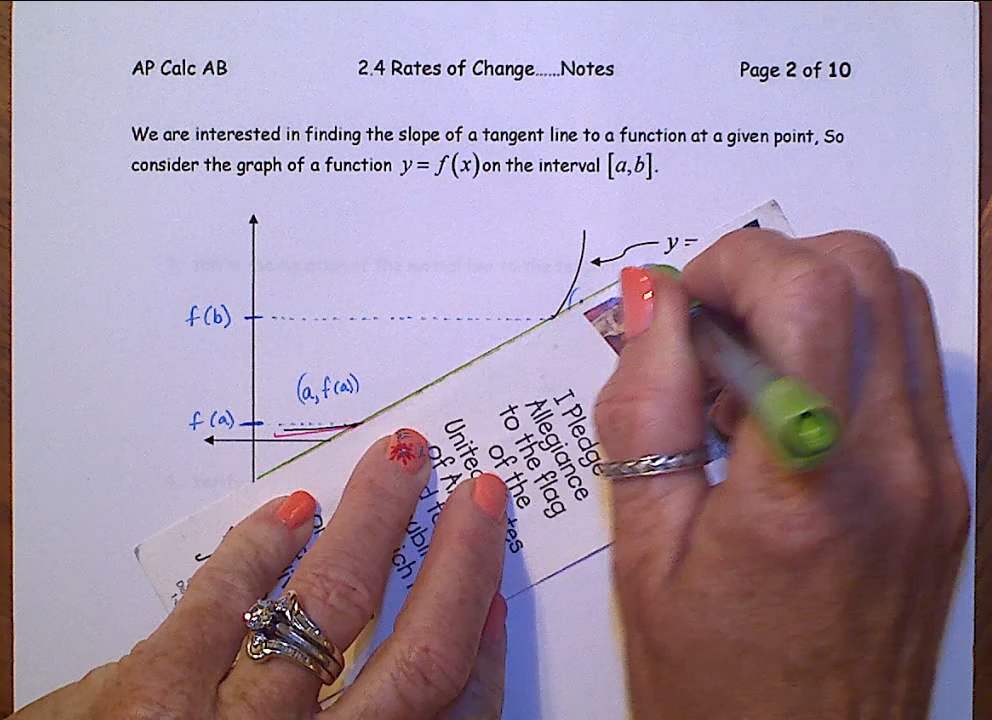 AP Calc AB 2.4 Rates of Change......Notes Page 2 of 10
We are interested in finding the slope of a tangent line to a function at a given point, So
consider the graph of a function y = f(x) on the interval [a,b].
y =
f(b)
(a, f(a))
f(a)
I Pledge
Allegiance
to the flag
of the
United